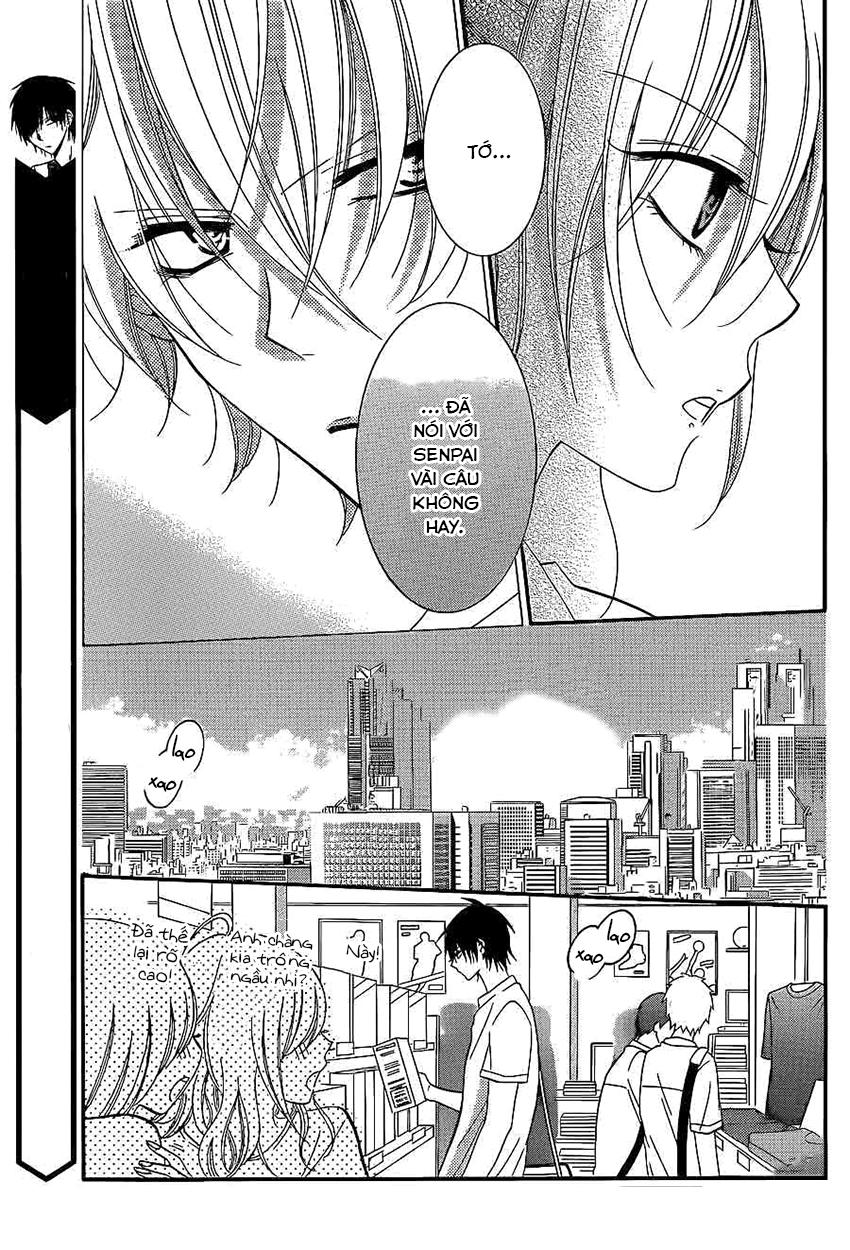 TỚ...
... ĐÃ
NÓI VỚI
SENPAI
VÀI CÂU
KHÔNG
HAY.
lao
xao
Đã thế
lại rõ
cao!
Anh chàng
kia trông
ngầu nhỉ?
Này!
lao
xao